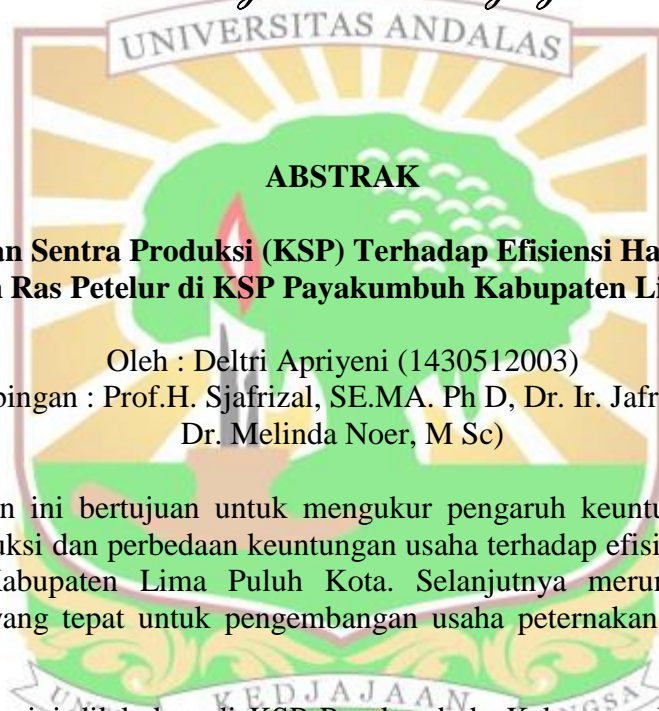 UNIVERSITAS ANDALAS
ABSTRAK
an Sentra Produksi (KSP) Terhadap Efisiensi Ha
Ras Petelur di KSP Payakumbuh Kabupaten Li
Oleh : Deltri Apriyeni (1430512003)
bingan : Prof.H. Sjafrizal, SE.MA. Ph D, Dr. Ir. Jafr
Dr. Melinda Noer, M Sc)
n ini bertujuan untuk mengukur pengaruh keuntu
uksi dan perbedaan keuntungan usaha terhadap efisi
Kabupaten Lima Puluh Kota. Selanjutnya merun
yang tepat untuk pengembangan usaha peternakan
KEDJAJAAN